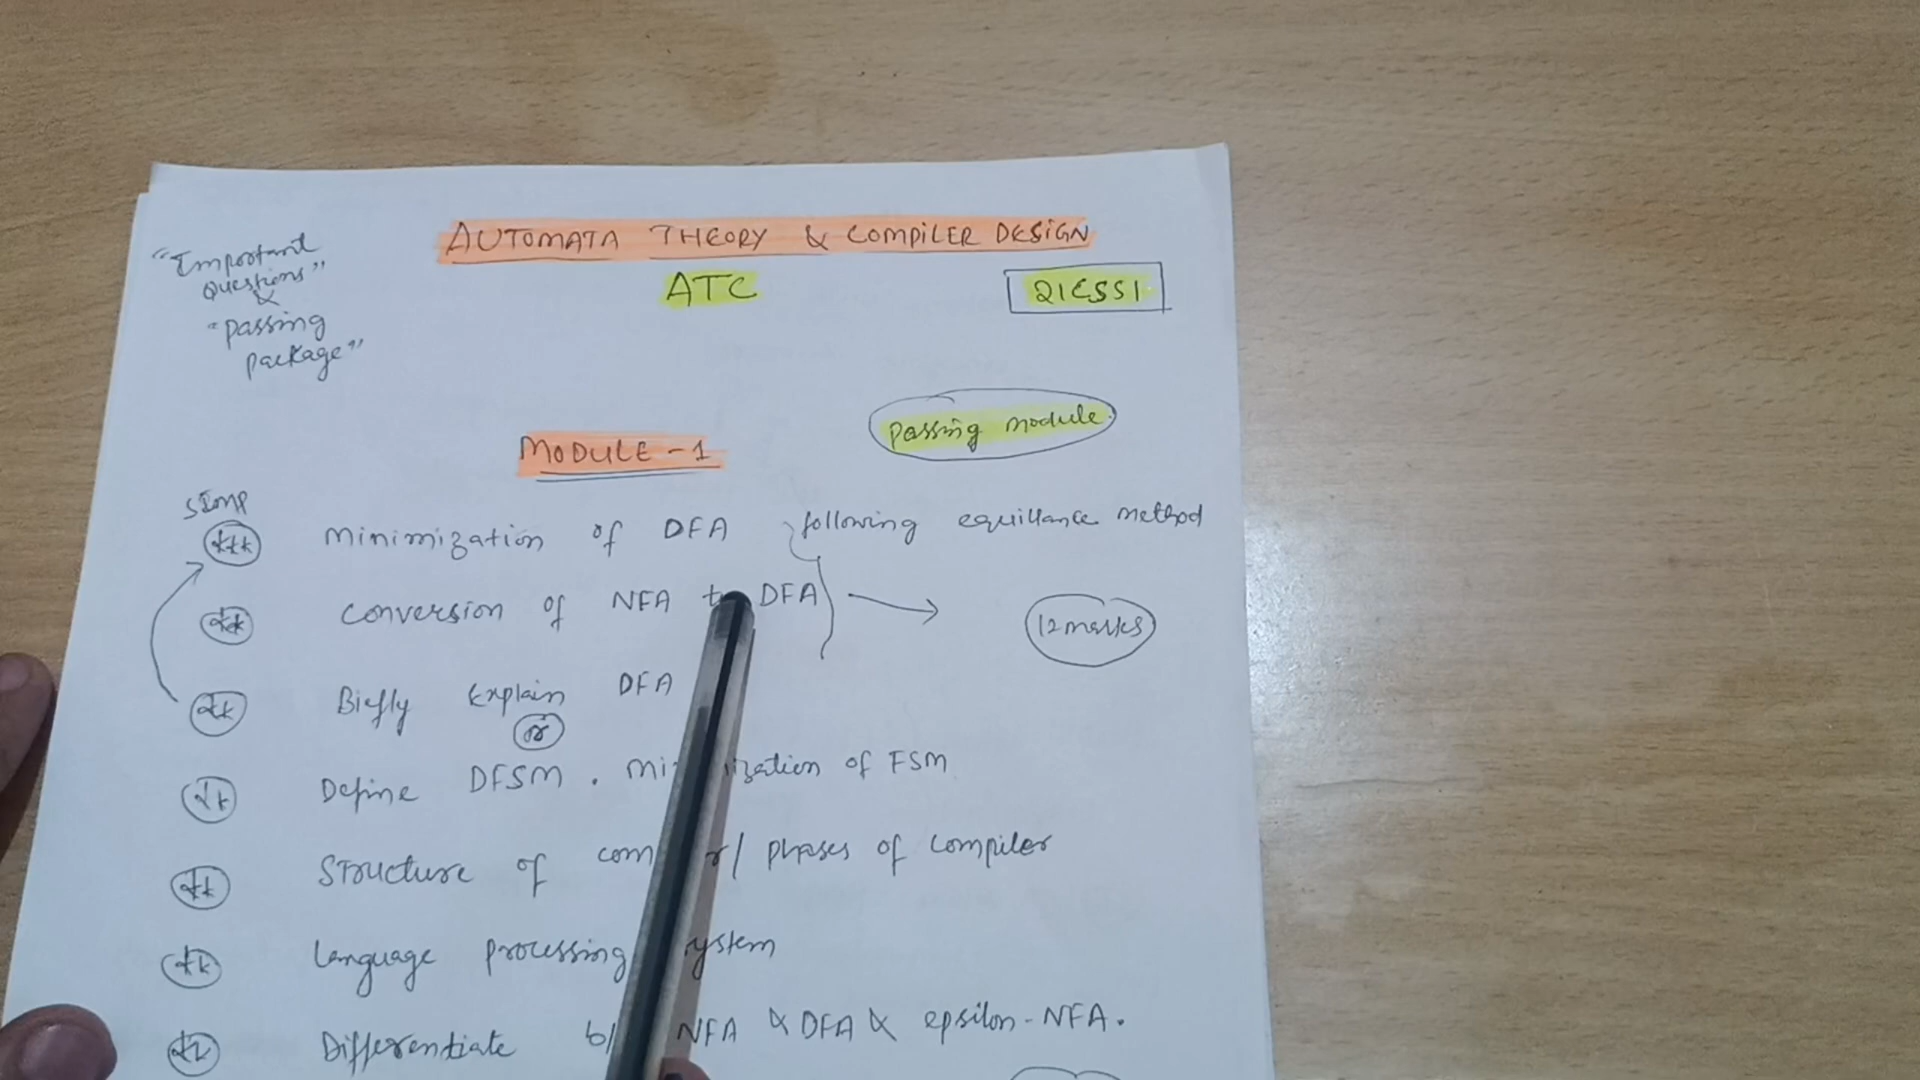 AUTOMATA THEORY & COMPILER DESIGN
"Important
Questions"
&
"Passing
Package"
ATC
21CS51
Passing module
MODULE-1
SImp
Minimization of DFA following equillance method
Conversion of NFA to DFA
12 marks
Biefly Explain DFA
or
Define DFSM. of FSM
Structure of / phases of compiler
Language processing
Differentiate NFA & DFA & epsilon-NFA.